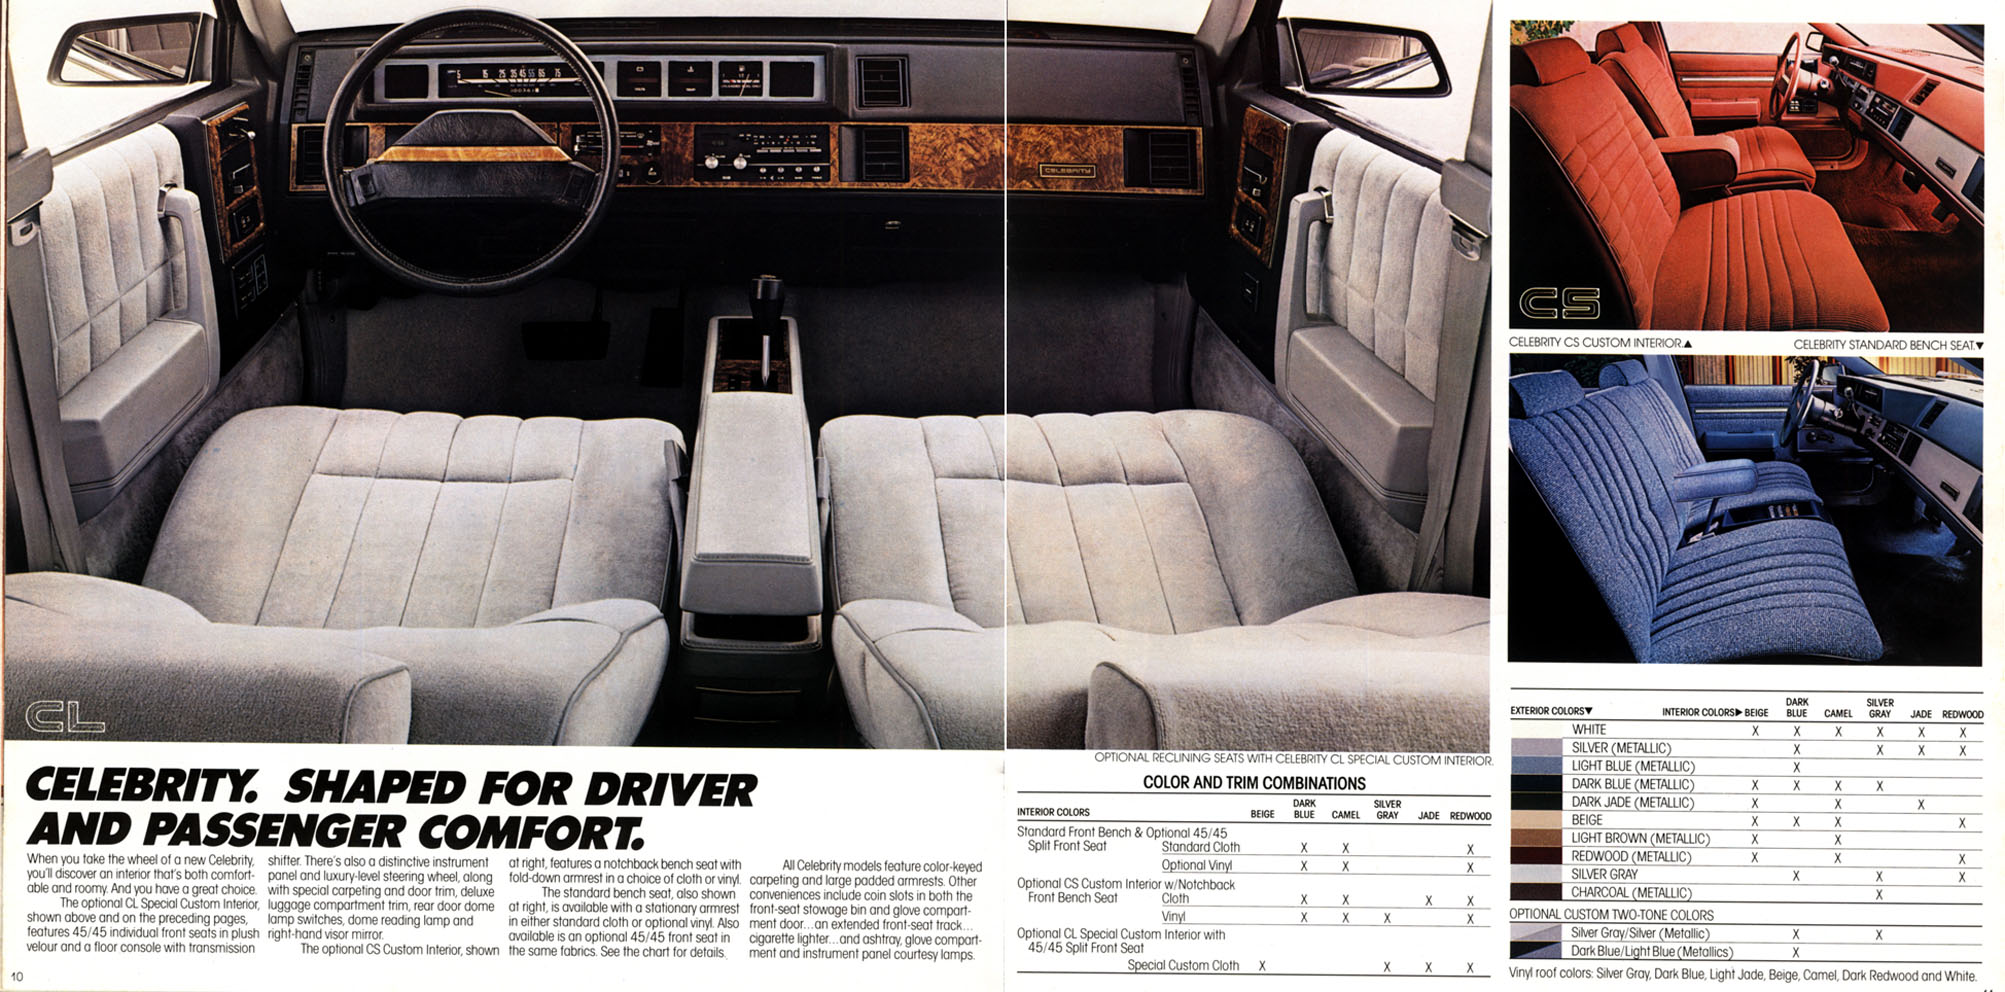 CL
CELEBRITY
CELEBRITY. SHAPED FOR DRIVER
AND PASSENGER COMFORT.
When you take the wheel of a new Celebrity,
you'll discover an interior that's both comfort-
able and roomy. And you have a great choice.
The optional CL Special Custom Interior,
shown above and on the preceding pages,
features 45/45 individual front seats in plush
velour and a floor console with transmission
shifter. There's also a distinctive instrument
panel and luxury-level steering wheel, along
with special carpeting and door trim, deluxe
luggage compartment trim, rear door dome
lamp switches, dome reading lamp and
right-hand visor mirror.
The optional CS Custom Interior, shown
at right, features a notchback bench seat with
fold-down armrest in a choice of cloth or vinyl.
The standard bench seat, also shown
at right, is available with a stationary armrest
in either standard cloth or optional vinyl. Also
available is an optional 45/45 front seat in
the same fabrics. See the chart for details.
All Celebrity models feature color-keyed
carpeting and large padded armrests. Other
conveniences include coin slots in both the
front-seat stowage bin and glove compart-
ment door...an extended front-seat track...
cigarette lighter...and ashtray, glove compart-
ment and instrument panel courtesy lamps.
10
OPTIONAL RECLINING SEATS WITH CELEBRITY CL SPECIAL CUSTOM INTERIOR.
COLOR AND TRIM COMBINATIONS
INTERIOR COLORS BEIGE DARK BLUE CAMEL SILVER GRAY JADE REDWOOD
Standard Front Bench & Optional 45/45
Split Front Seat Standard Cloth X X X
Optional Vinyl X X X
Optional CS Custom Interior w/Notchback
Front Bench Seat Cloth X X X X
Vinyl X X X X
Optional CL Special Custom Interior with
45/45 Split Front Seat
Special Custom Cloth X X X X
CS
CELEBRITY CS CUSTOM INTERIOR.▲ CELEBRITY STANDARD BENCH SEAT.▼
EXTERIOR COLORS▼ INTERIOR COLORS▶ BEIGE DARK BLUE CAMEL SILVER GRAY JADE REDWOOD
WHITE X X X X X X
SILVER (METALLIC) X X X X
LIGHT BLUE (METALLIC) X
DARK BLUE (METALLIC) X X X X
DARK JADE (METALLIC) X X X
BEIGE X X X X
LIGHT BROWN (METALLIC) X X
REDWOOD (METALLIC) X X X
SILVER GRAY X X X
CHARCOAL (METALLIC) X
OPTIONAL CUSTOM TWO-TONE COLORS
Silver Gray/Silver (Metallic) X X
Dark Blue/Light Blue (Metallics) X
Vinyl roof colors: Silver Gray, Dark Blue, Light Jade, Beige, Camel, Dark Redwood and White.